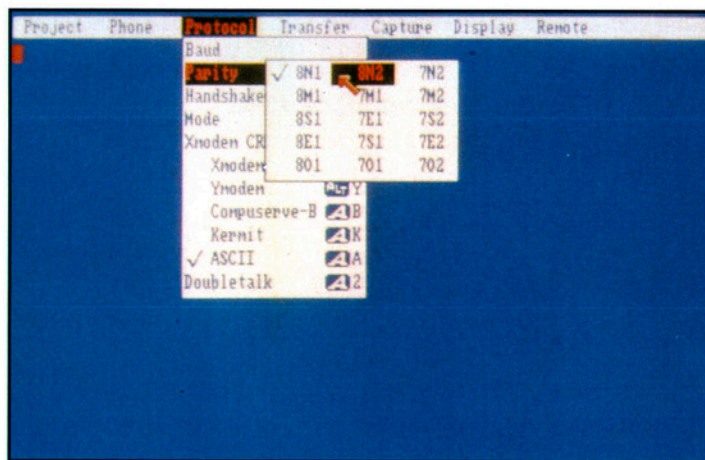 Project Phone Protocol Transfer Capture Display Remote
Baud
Parity ✓ 8N1 8N2 7N2
Handshake 8M1 7M1 7M2
Mode 8S1 7E1 7S2
Xmodem CR 8E1 7S1 7E2
Xmodem 8O1 7O1 7O2
Ymodem ALT Y
Compuserve-B A B
Kermit A K
✓ ASCII A A
Doubletalk A 2